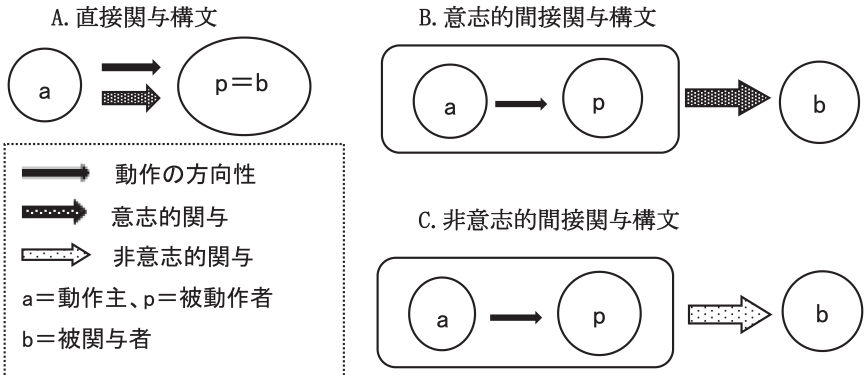 A. 直接関与構文
a
p＝b
動作の方向性
意志的関与
非意志的関与
a＝動作主、p＝被動作者
b＝被関与者
B. 意志的間接関与構文
a
p
b
C. 非意志的間接関与構文
a
p
b